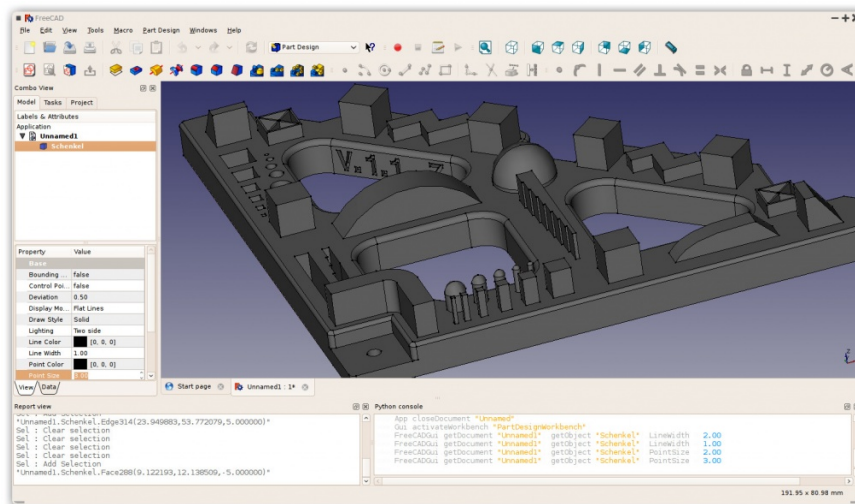 FreeCAD
File Edit View Tools Macro Part Design Windows Help
Part Design
Combo View
Model Tasks Project
Labels & Attributes
Application
Unnamed1
Schenkel
V117
Property Value
Base
Bounding ... false
Control Poi... false
Deviation 0.50
Display Mo... Flat Lines
Draw Style Solid
Lighting Two side
Line Color [0, 0, 0]
Line Width 1.00
Point Color [0, 0, 0]
Point Size
View Data
Start page
Unnamed1 : 1*
Report view
Sel : Add Selection
"Unnamed1.Schenkel.Edge314(23.949883,53.772079,5.000000)"
Sel : Clear selection
Sel : Clear selection
Sel : Clear selection
Sel : Clear selection
Sel : Add Selection
"Unnamed1.Schenkel.Face288(9.122193,12.138509,-5.000000)"
Python console
App closeDocument "Unnamed"
Gui activateWorkbench "PartDesignWorkbench"
FreeCADGui getDocument "Unnamed1" getObject "Schenkel" LineWidth 2.00
FreeCADGui getDocument "Unnamed1" getObject "Schenkel" LineWidth 1.00
FreeCADGui getDocument "Unnamed1" getObject "Schenkel" PointSize 2.00
FreeCADGui getDocument "Unnamed1" getObject "Schenkel" PointSize 3.00
191.95 x 80.98 mm